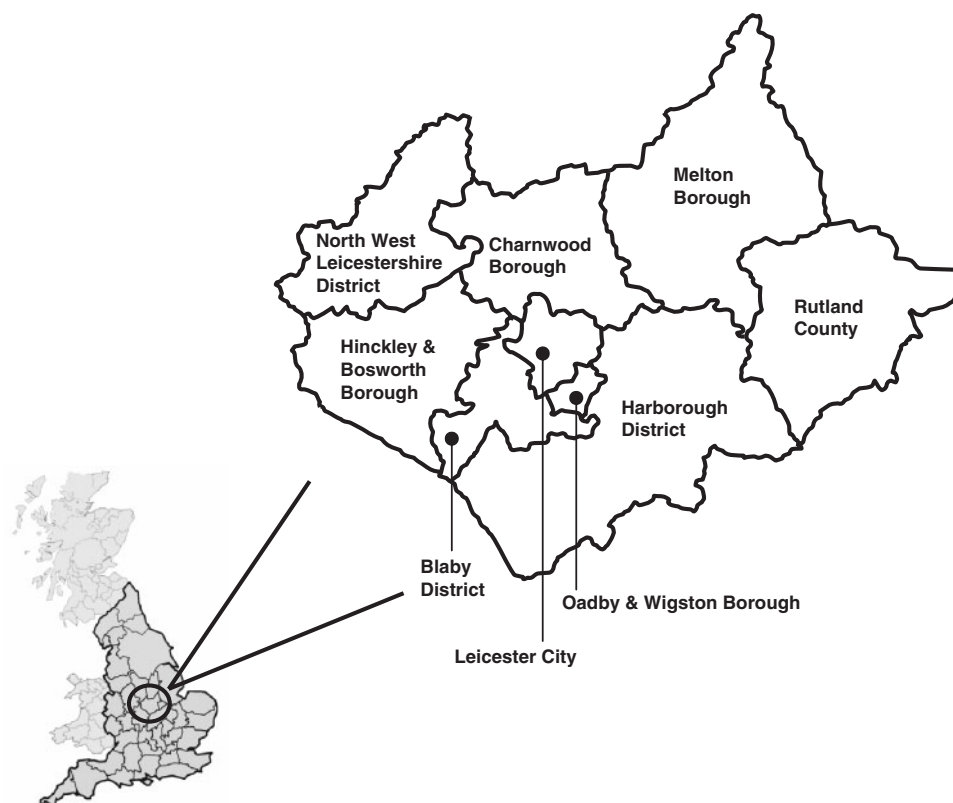 Melton
Borough
North West
Leicestershire
District
Charnwood
Borough
Rutland
County
Hinckley &
Bosworth
Borough
Harborough
District
Blaby
District
Oadby & Wigston Borough
Leicester City